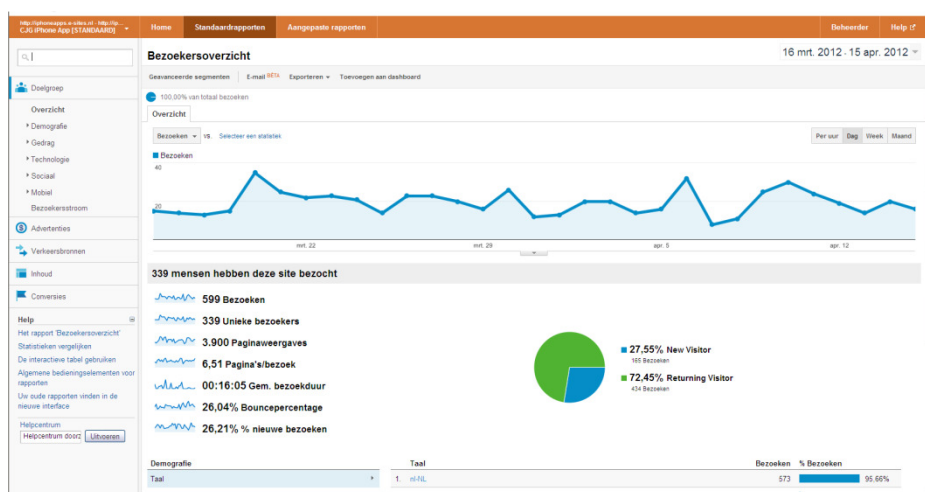 http://iphoneapps.e-sites.nl - http://ip...
CJG iPhone App [STANDAARD]
Home Standaardrapporten Aangepaste rapporten Beheerder Help
Bezoekersoverzicht
16 mrt. 2012 - 15 apr. 2012
Geavanceerde segmenten E-mail BÈTA Exporteren Toevoegen aan dashboard
100,00% van totaal bezoeken
Overzicht
Bezoeken vs Selecteer een statistiek
Per uur Dag Week Maand
Bezoeken
40
20
mrt. 22 mrt. 29 apr. 5 apr. 12
Doelgroep
Overzicht
Demografie
Gedrag
Technologie
Sociaal
Mobiel
Bezoekersstroom
Advertenties
Verkeersbronnen
Inhoud
Conversies
Help
Het rapport 'Bezoekersoverzicht'
Statistieken vergelijken
De interactieve tabel gebruiken
Algemene bedieningselementen voor
rapporten
Uw oude rapporten vinden in de
nieuwe interface
Helpcentrum
Helpcentrum doorz Uitvoeren
339 mensen hebben deze site bezocht
599 Bezoeken
339 Unieke bezoekers
3.900 Paginaweergaves
6,51 Pagina's/bezoek
00:16:05 Gem. bezoekduur
26,04% Bouncepercentage
26,21% % nieuwe bezoeken
27,55% New Visitor
165 Bezoeken
72,45% Returning Visitor
434 Bezoeken
Demografie
Taal
Taal Bezoeken % Bezoeken
1. nl-NL 573 95.66%